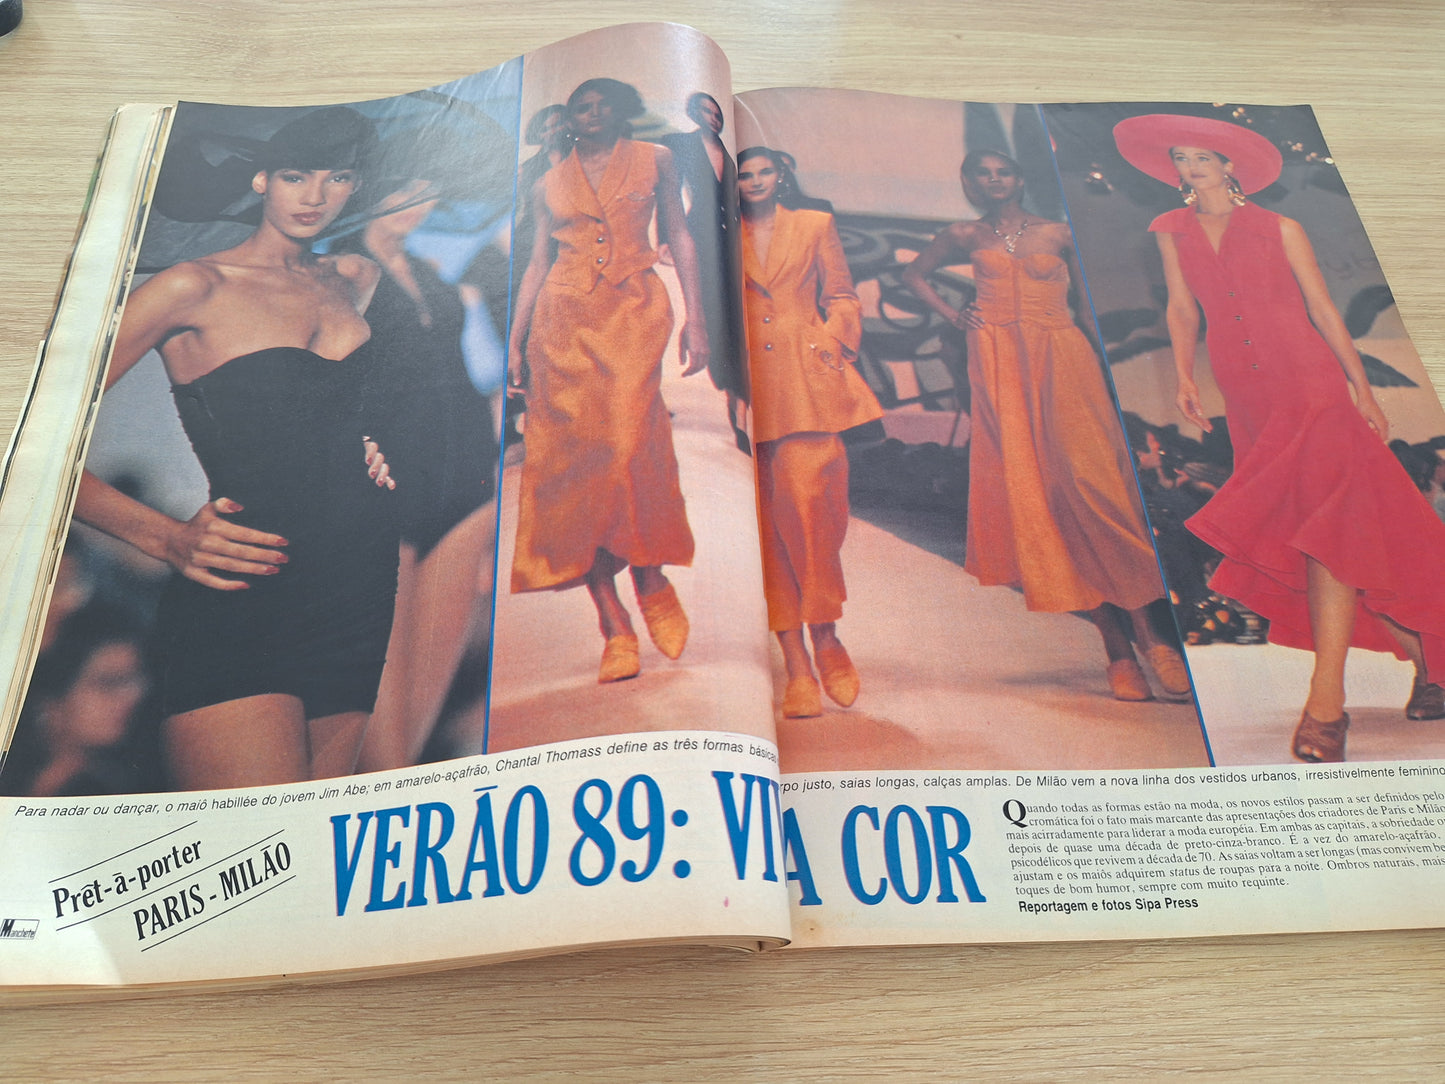 Para nadar ou dançar, o maiô habillée do jovem Jim Abe; em amarelo-açafrão, Chantal Thomass define as três formas básicas
rpo justo, saias longas, calças amplas. De Milão vem a nova linha dos vestidos urbanos, irresistivelmente feminino
Prêt-à-porter
PARIS - MILÃO
VERÃO 89: VIVA COR
Quando todas as formas estão na moda, os novos estilos passam a ser definidos pelo
cromática foi o fato mais marcante das apresentações dos criadores de Paris e Milão
mais acirradamente para liderar a moda européia. Em ambas as capitais, a sobriedade
depois de quase uma década de preto-cinza-branco. É a vez do amarelo-açafrão,
psicodélicos que revivem a década de 70. As saias voltam a ser longas (mas convivem
ajustam e os maiôs adquirem status de roupas para a noite. Ombros naturais, mais
toques de bom humor, sempre com muito requinte.
Reportagem e fotos Sipa Press
Manchete